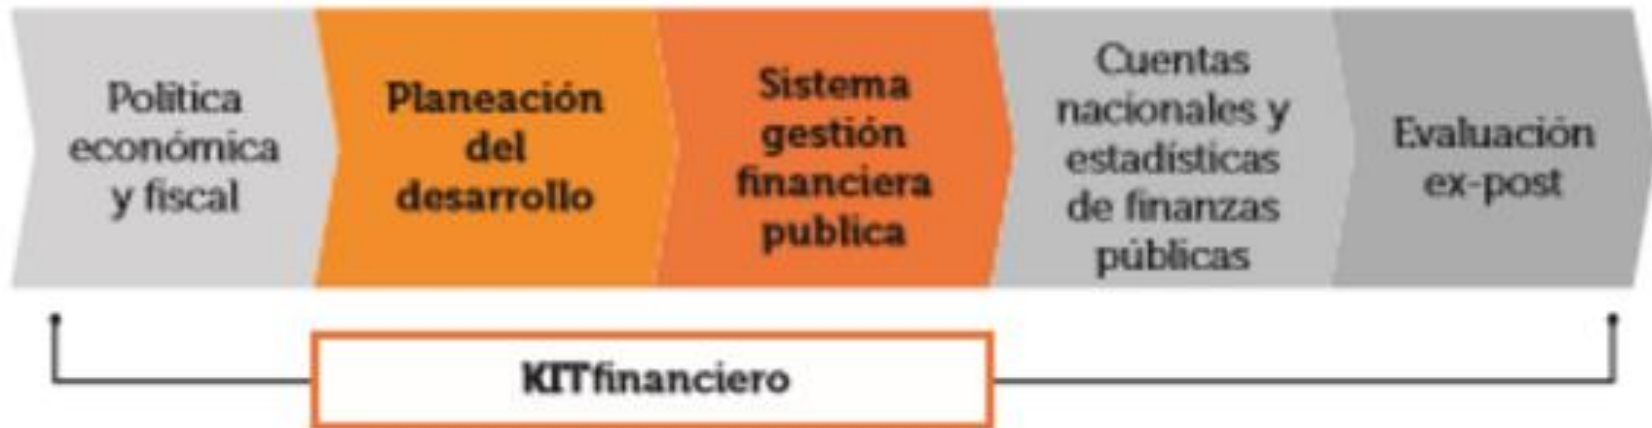 Política
económica
y fiscal
Planeación
del
desarrollo
Sistema
gestión
financiera
publica
Cuentas
nacionales y
estadísticas
de finanzas
públicas
Evaluación
ex-post
KITfinanciero